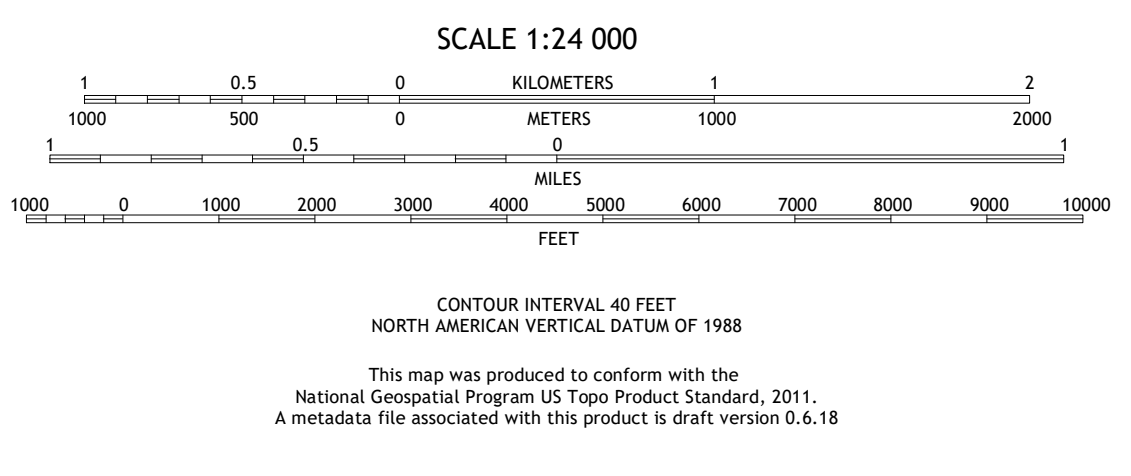 SCALE 1:24 000
1 0.5 0 KILOMETERS 1 2
1000 500 0 METERS 1000 2000
1 0.5 0 1
MILES
1000 0 1000 2000 3000 4000 5000 6000 7000 8000 9000 10000
FEET
CONTOUR INTERVAL 40 FEET
NORTH AMERICAN VERTICAL DATUM OF 1988
This map was produced to conform with the
National Geospatial Program US Topo Product Standard, 2011.
A metadata file associated with this product is draft version 0.6.18